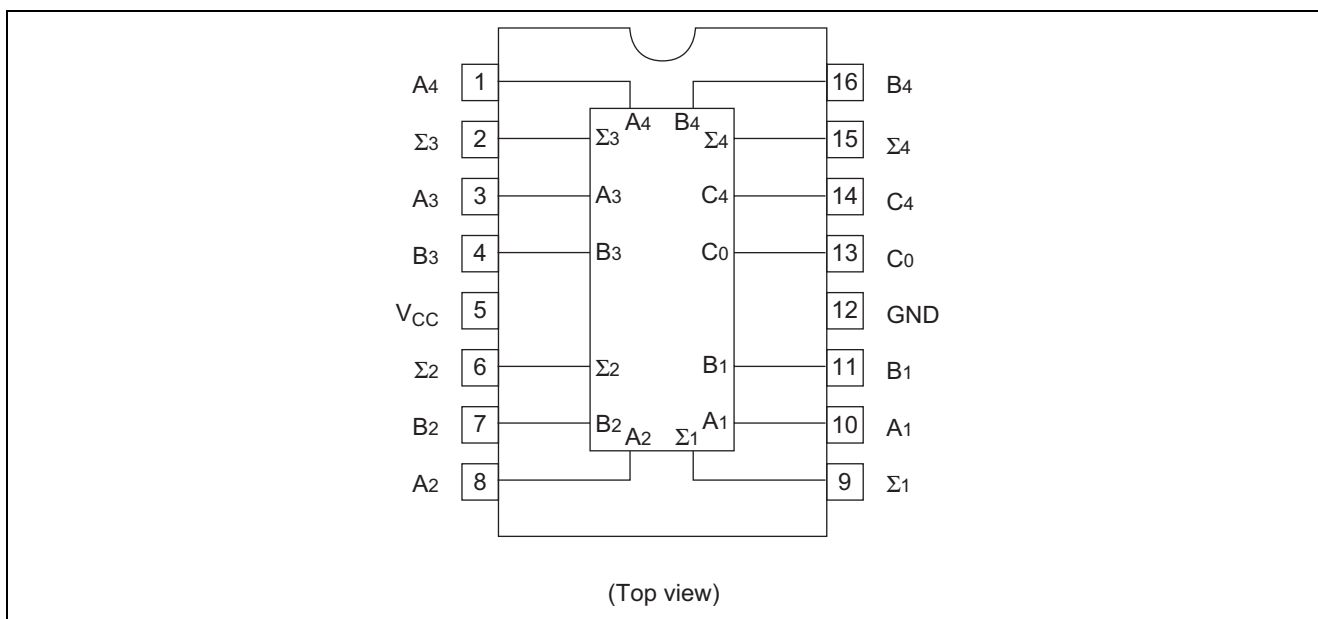 A4 1 16 B4
A4 B4
Σ3 2 Σ3 Σ4 15 Σ4
A3 3 A3 C4 14 C4
B3 4 B3 C0 13 C0
VCC 5 12 GND
Σ2 6 Σ2 B1 11 B1
B2 7 B2 A1 10 A1
A2 Σ1
A2 8 9 Σ1
(Top view)